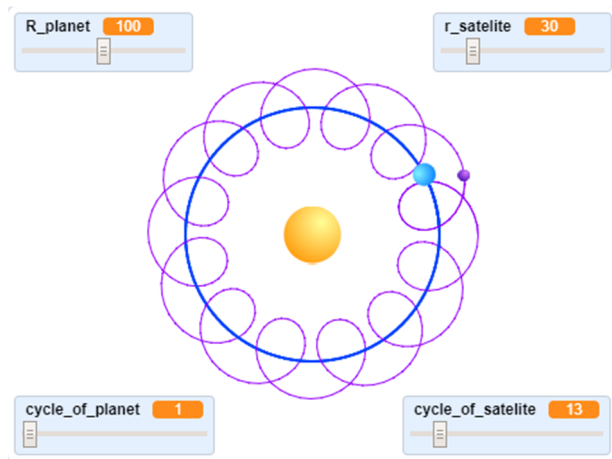 R_planet 100
r_satelite 30
cycle_of_planet 1
cycle_of_satelite 13